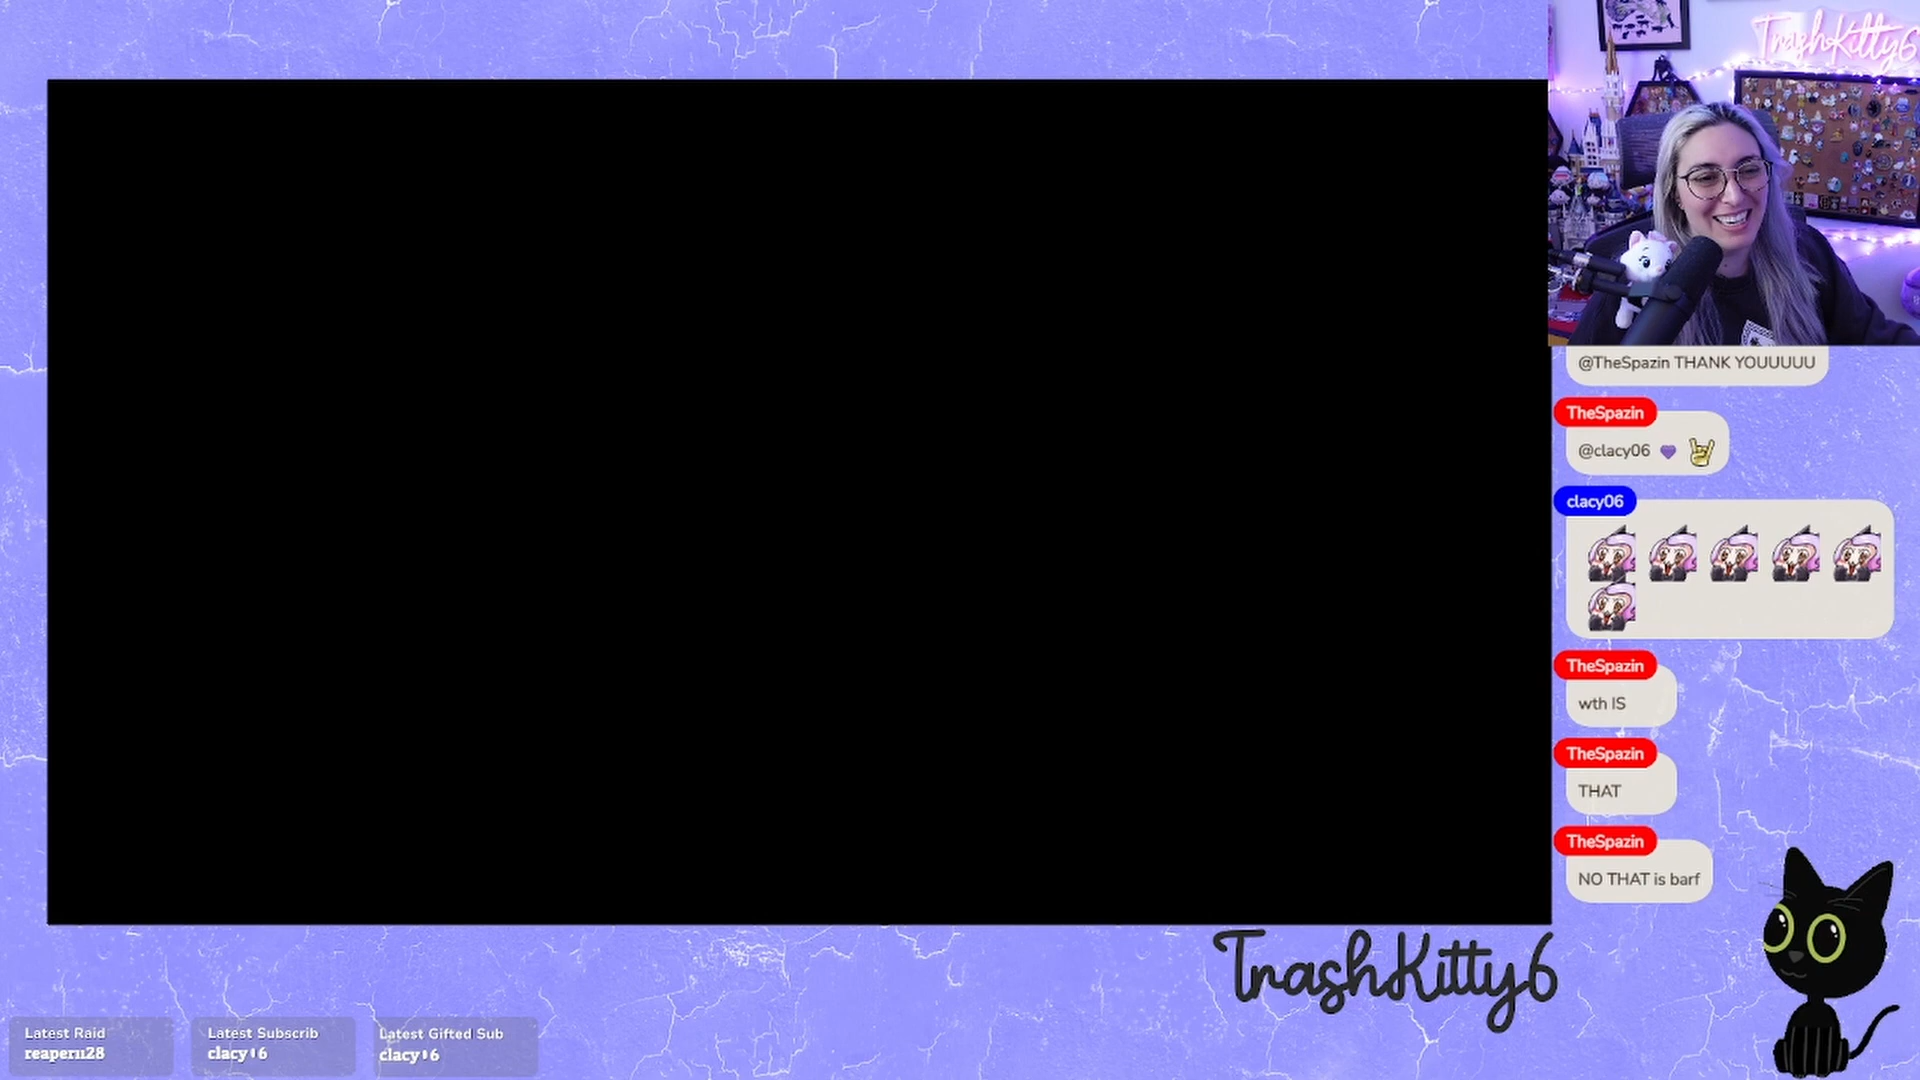 TrashKitty6
@TheSpazin THANK YOUUUUU
TheSpazin
@clacy06
clacy06
TheSpazin
wth IS
TheSpazin
THAT
TheSpazin
NO THAT is barf
TrashKitty6
Latest Raid
reaper1128
Latest Subscrib
clacy06
Latest Gifted Sub
clacy06